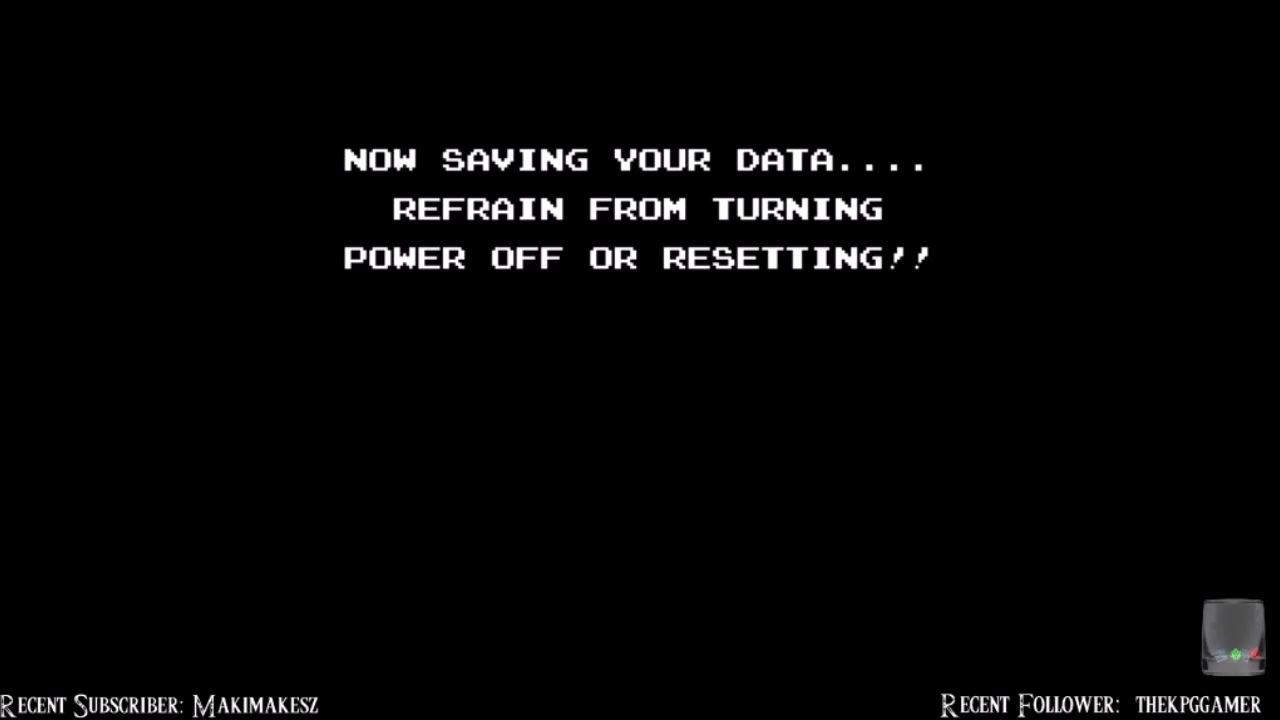 NOW SAVING YOUR DATA....
REFRAIN FROM TURNING
POWER OFF OR RESETTING!!
RECENT SUBSCRIBER: MAKIMAKESZ
RECENT FOLLOWER: THEKPGGAMER